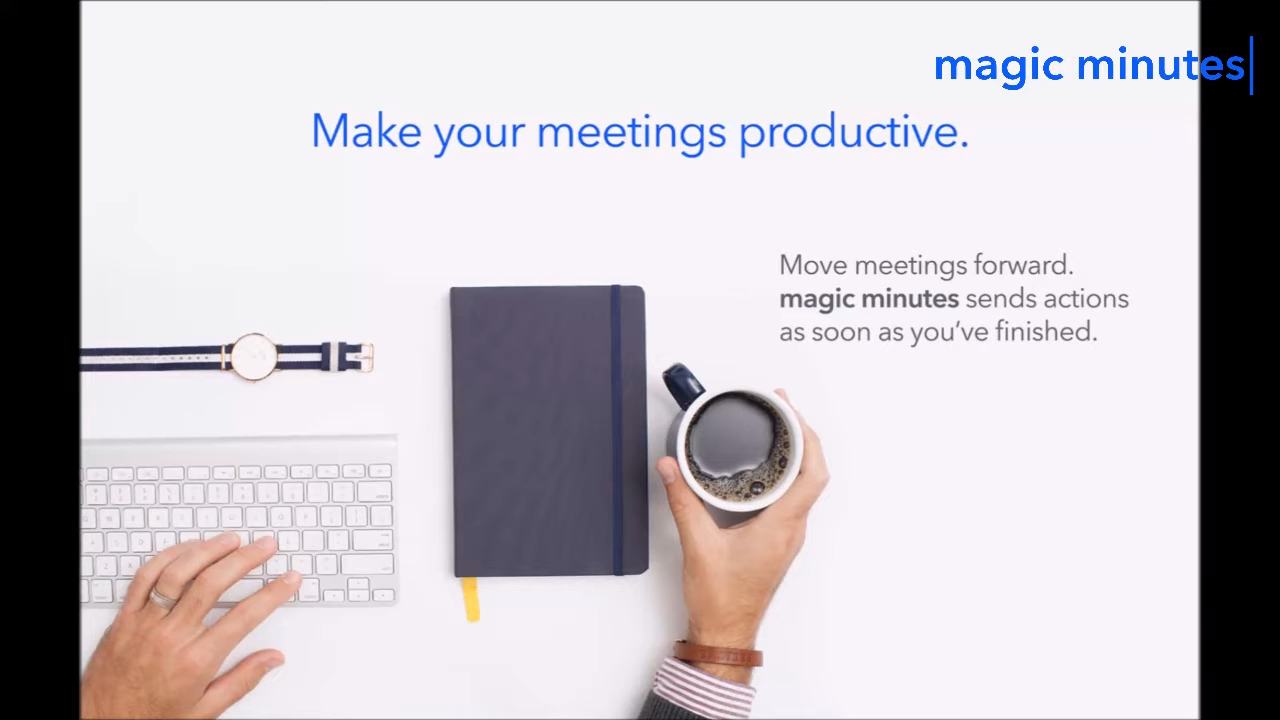 magic minutes
Make your meetings productive.
Move meetings forward.
magic minutes sends actions
as soon as you’ve finished.